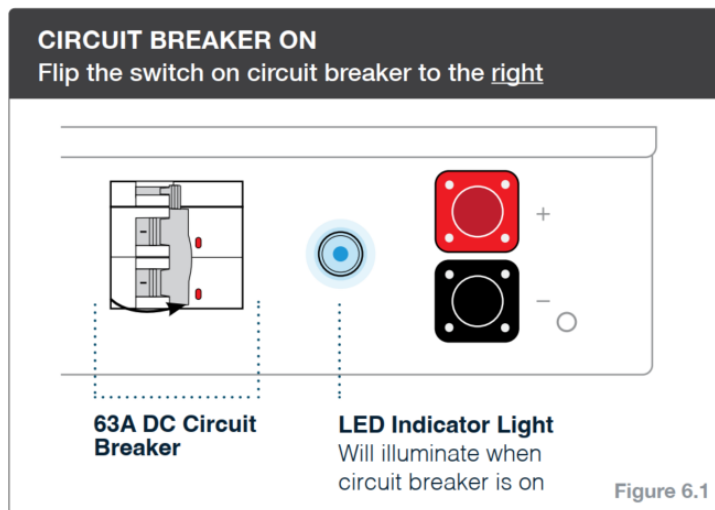 CIRCUIT BREAKER ON
Flip the switch on circuit breaker to the right
+
−
63A DC Circuit
Breaker
LED Indicator Light
Will illuminate when
circuit breaker is on
Figure 6.1